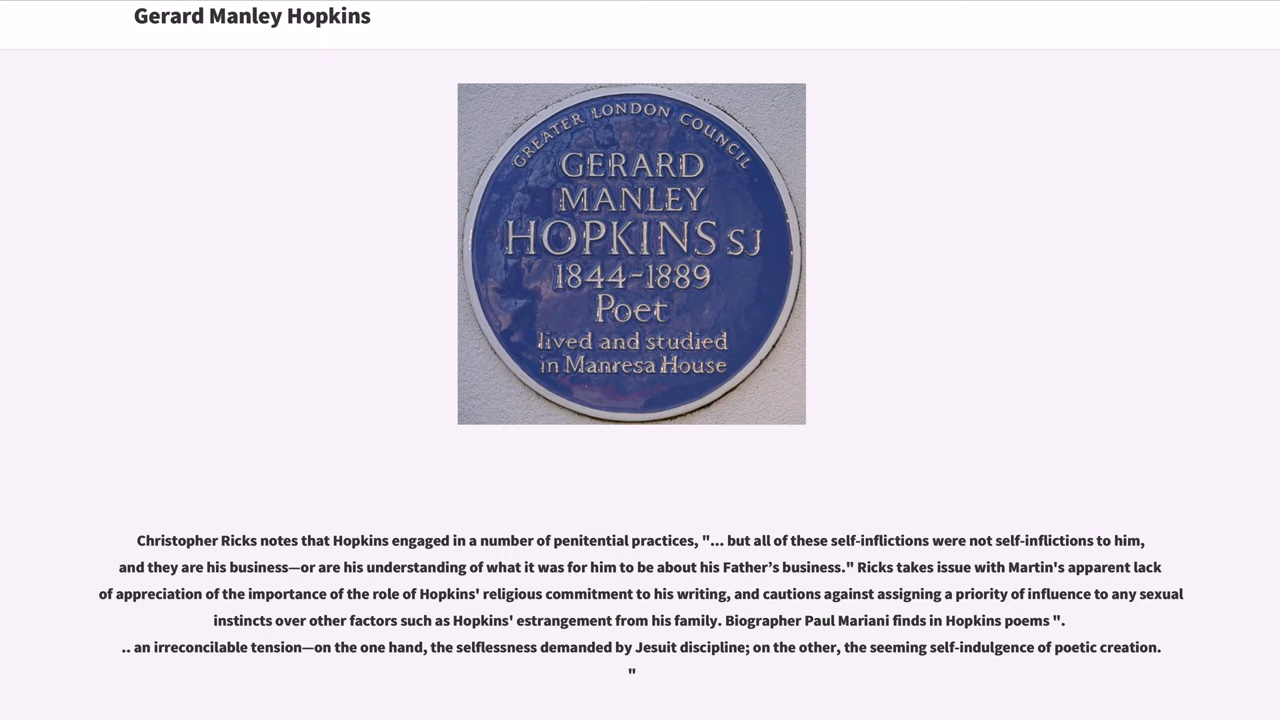 Gerard Manley Hopkins
GREATER LONDON COUNCIL
GERARD
MANLEY
HOPKINS SJ
1844-1889
Poet
lived and studied
in Manresa House
Christopher Ricks notes that Hopkins engaged in a number of penitential practices, "... but all of these self-inflictions were not self-inflictions to him,
and they are his business—or are his understanding of what it was for him to be about his Father’s business." Ricks takes issue with Martin's apparent lack
of appreciation of the importance of the role of Hopkins' religious commitment to his writing, and cautions against assigning a priority of influence to any sexual
instincts over other factors such as Hopkins' estrangement from his family. Biographer Paul Mariani finds in Hopkins poems ".
.. an irreconcilable tension—on the one hand, the selflessness demanded by Jesuit discipline; on the other, the seeming self-indulgence of poetic creation.
"